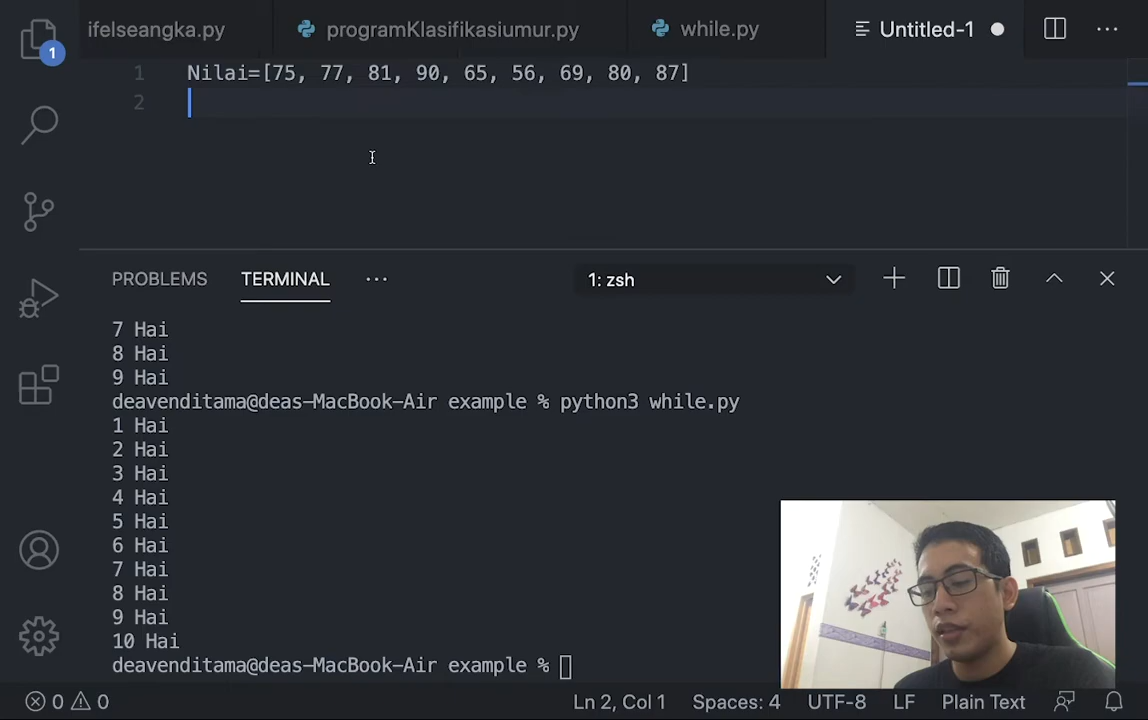 ifelseangka.py programKlasifikasiumur.py while.py Untitled-1
1
1 Nilai=[75, 77, 81, 90, 65, 56, 69, 80, 87]
2
PROBLEMS TERMINAL 1: zsh
7 Hai
8 Hai
9 Hai
deavenditama@deas-MacBook-Air example % python3 while.py
1 Hai
2 Hai
3 Hai
4 Hai
5 Hai
6 Hai
7 Hai
8 Hai
9 Hai
10 Hai
deavenditama@deas-MacBook-Air example %
0 0 Ln 2, Col 1 Spaces: 4 UTF-8 LF Plain Text